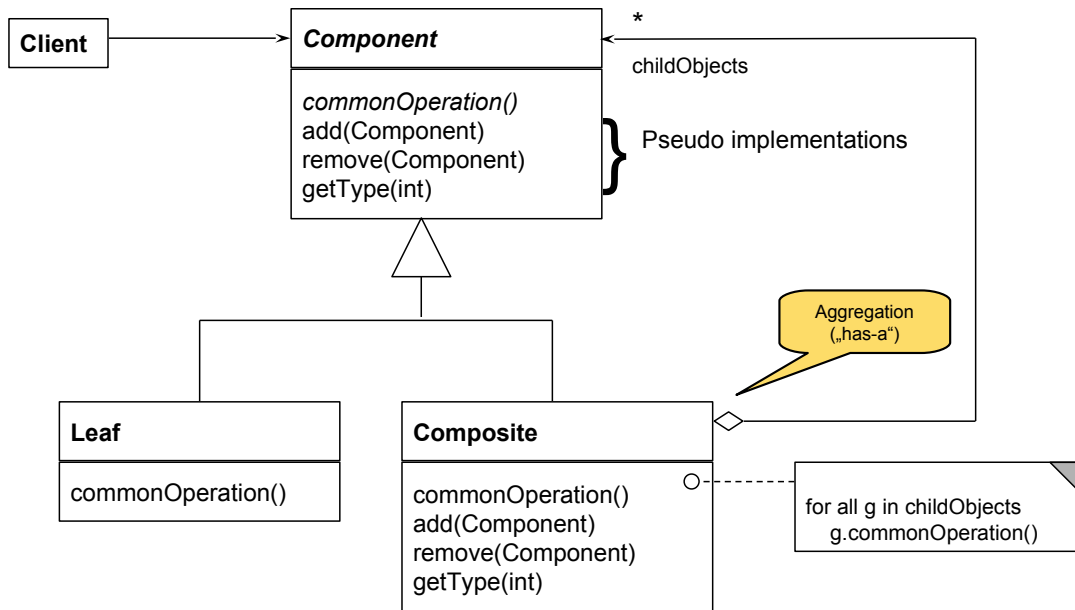 Client
Component
*
childObjects
commonOperation()
add(Component)
remove(Component)
getType(int)
Pseudo implementations
Aggregation
(„has-a“)
Leaf
commonOperation()
Composite
commonOperation()
add(Component)
remove(Component)
getType(int)
for all g in childObjects
g.commonOperation()